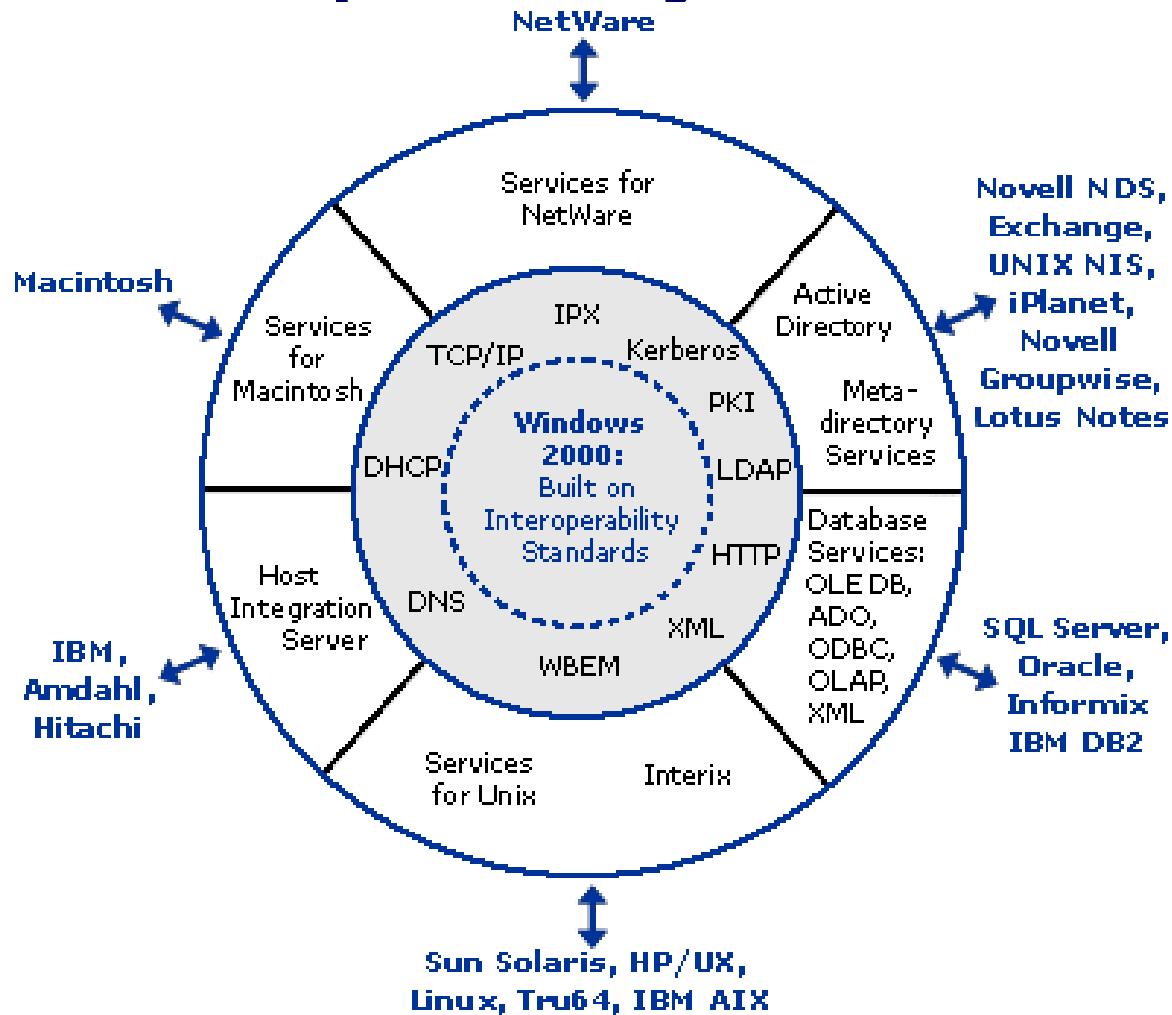 NetWare
Services for
NetWare
Novell NDS,
Exchange,
UNIX NIS,
iPlanet,
Novell
Groupwise,
Lotus Notes
Macintosh
Services
for
Macintosh
Active
Directory
Meta-
directory
Services
IPX
TCP/IP
Kerberos
PKI
DHCP
LDAP
HTTP
DNS
XML
WBEM
Windows
2000:
Built on
Interoperability
Standards
Host
Integration
Server
Database
Services:
OLE DB,
ADO,
ODBC,
OLAP,
XML
IBM,
Amdahl,
Hitachi
SQL Server,
Oracle,
Informix
IBM DB2
Services
for Unix
Interix
Sun Solaris, HP/UX,
Linux, Tru64, IBM AIX